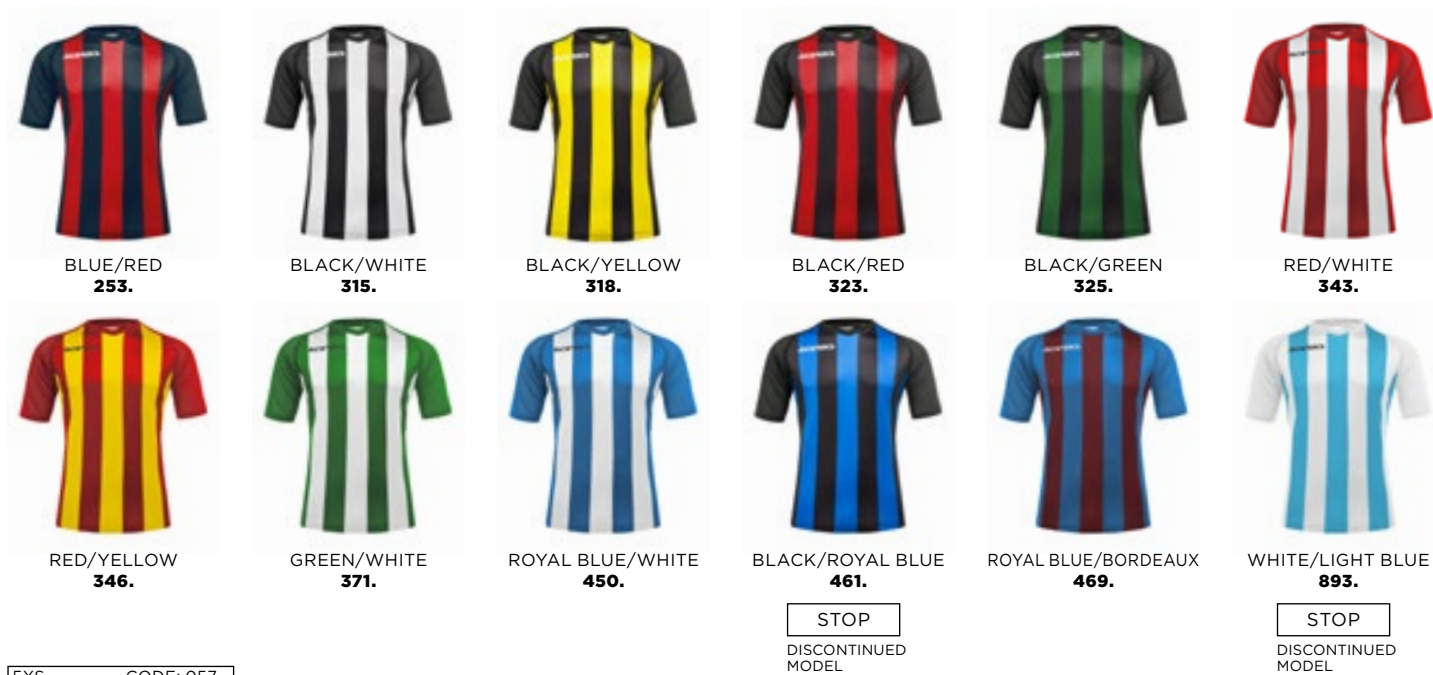 BLUE/RED
253.
BLACK/WHITE
315.
BLACK/YELLOW
318.
BLACK/RED
323.
BLACK/GREEN
325.
RED/WHITE
343.
RED/YELLOW
346.
GREEN/WHITE
371.
ROYAL BLUE/WHITE
450.
BLACK/ROYAL BLUE
461.
STOP
DISCONTINUED
MODEL
ROYAL BLUE/BORDEAUX
469.
WHITE/LIGHT BLUE
893.
STOP
DISCONTINUED
MODEL
CODE: